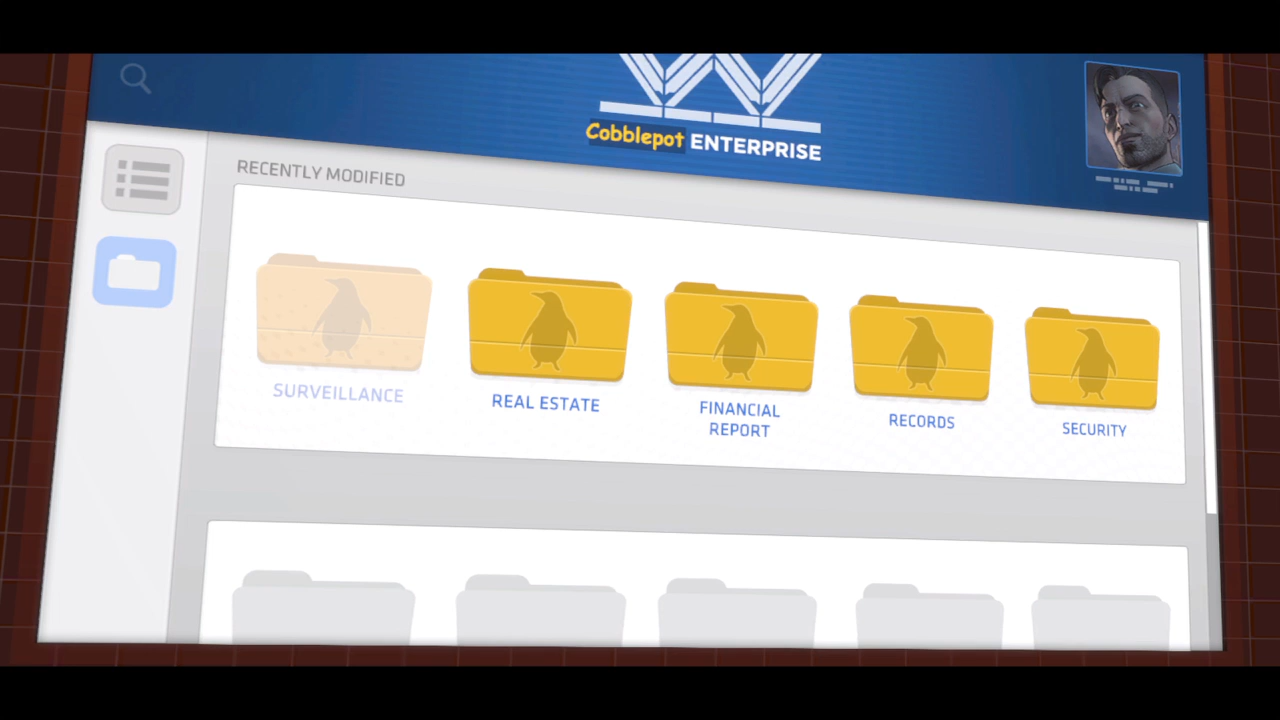 Cobblepot ENTERPRISE
RECENTLY MODIFIED
SURVEILLANCE
REAL ESTATE
FINANCIAL
REPORT
RECORDS
SECURITY